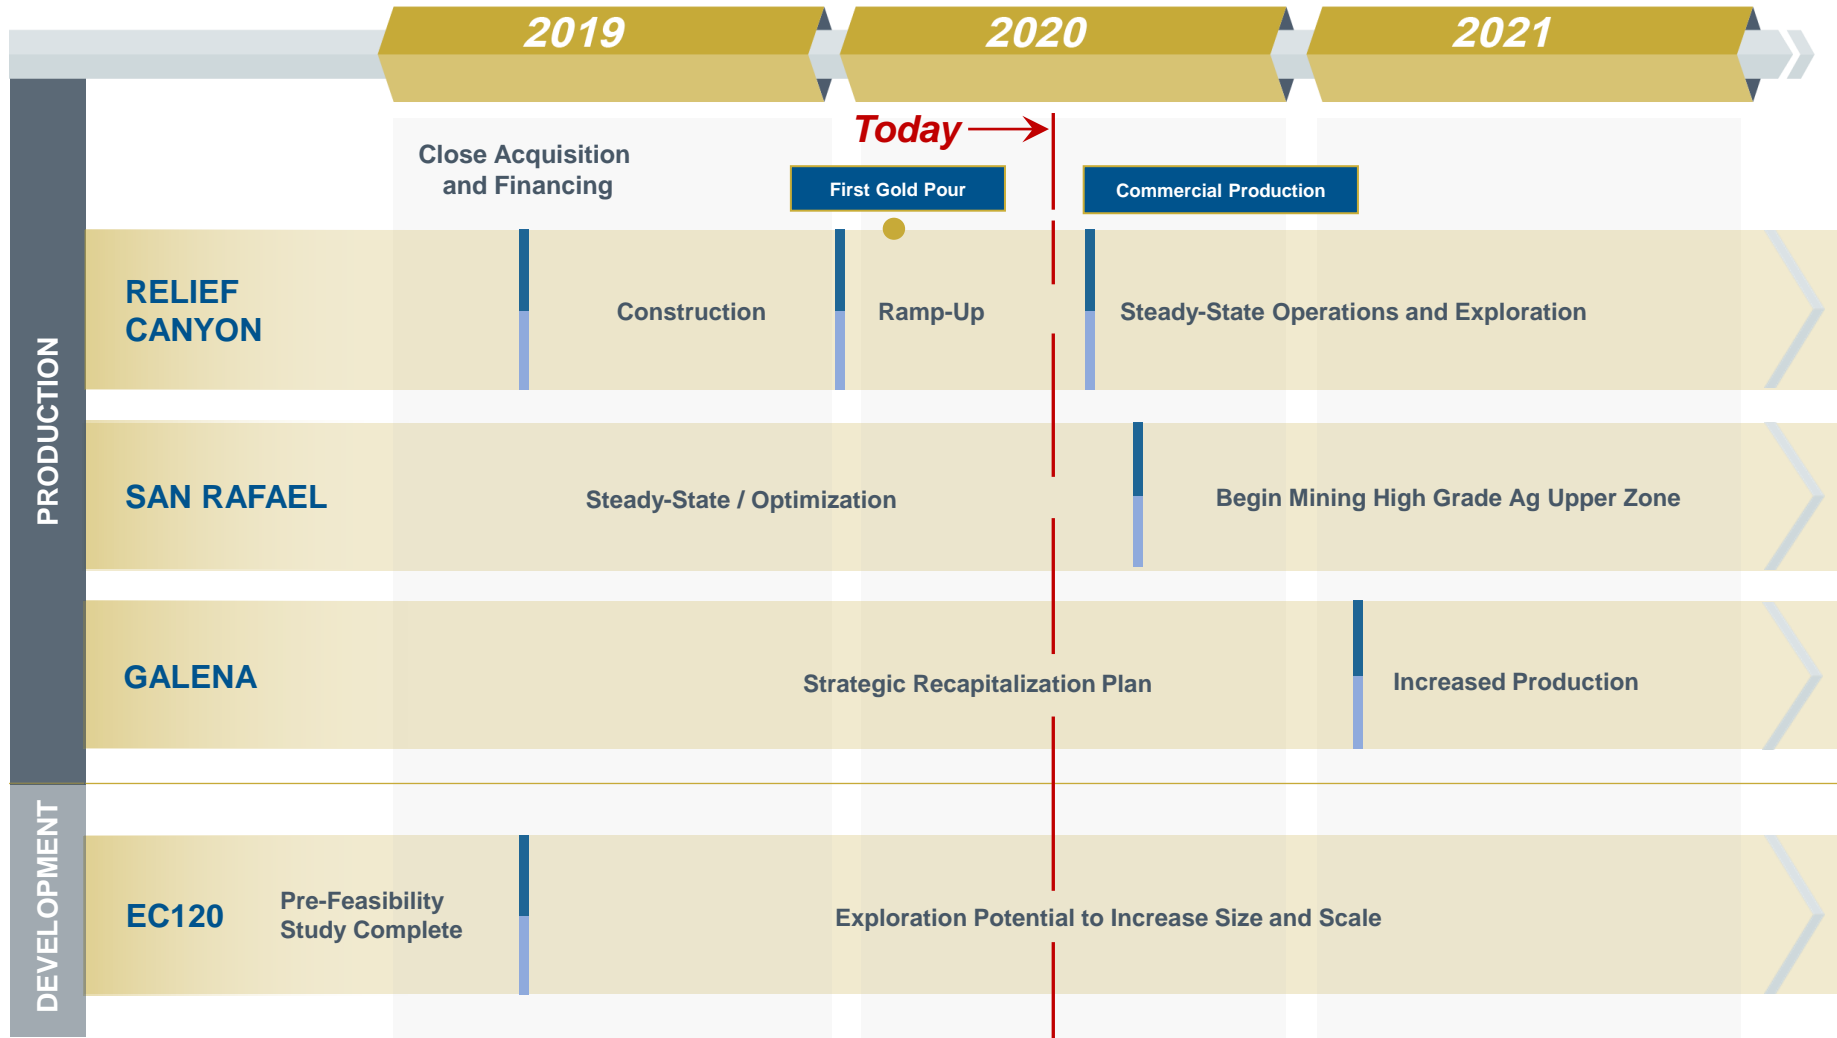 2019
2020
2021
Today
Close Acquisition
and Financing
First Gold Pour
Commercial Production
PRODUCTION
RELIEF
CANYON
Construction
Ramp-Up
Steady-State Operations and Exploration
SAN RAFAEL
Steady-State / Optimization
Begin Mining High Grade Ag Upper Zone
GALENA
Strategic Recapitalization Plan
Increased Production
DEVELOPMENT
EC120
Pre-Feasibility
Study Complete
Exploration Potential to Increase Size and Scale